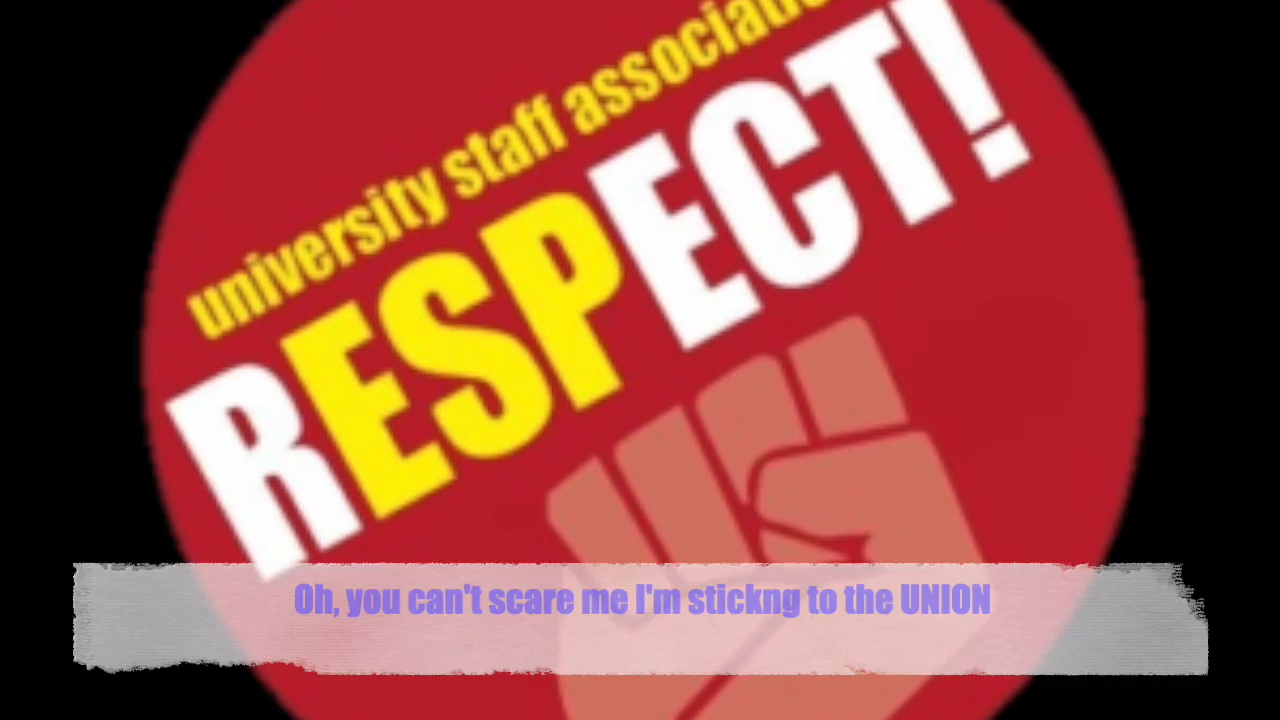 university staff associatio
RESPECT!
Oh, you can't scare me I'm stickng to the UNION